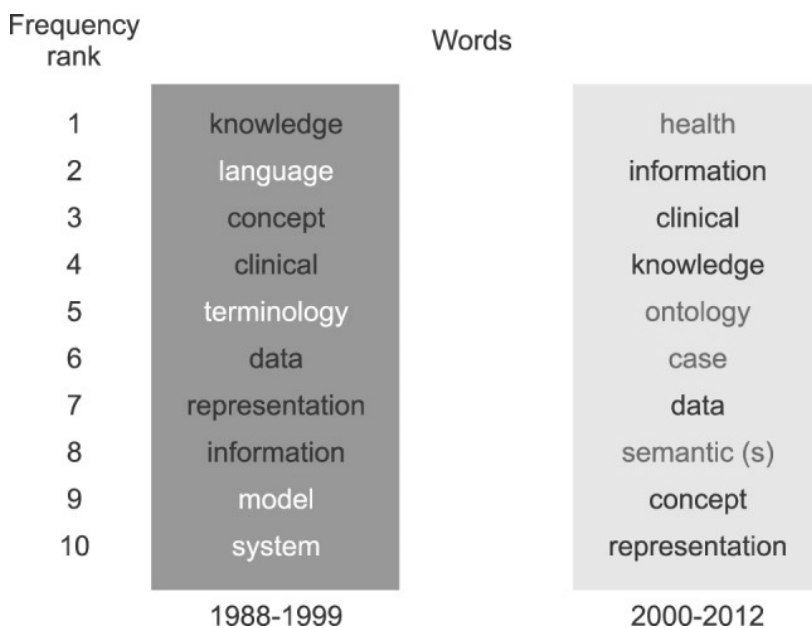 Frequency
rank
Words
1 knowledge health
2 language information
3 concept clinical
4 clinical knowledge
5 terminology ontology
6 data case
7 representation data
8 information semantic (s)
9 model concept
10 system representation
1988-1999 2000-2012